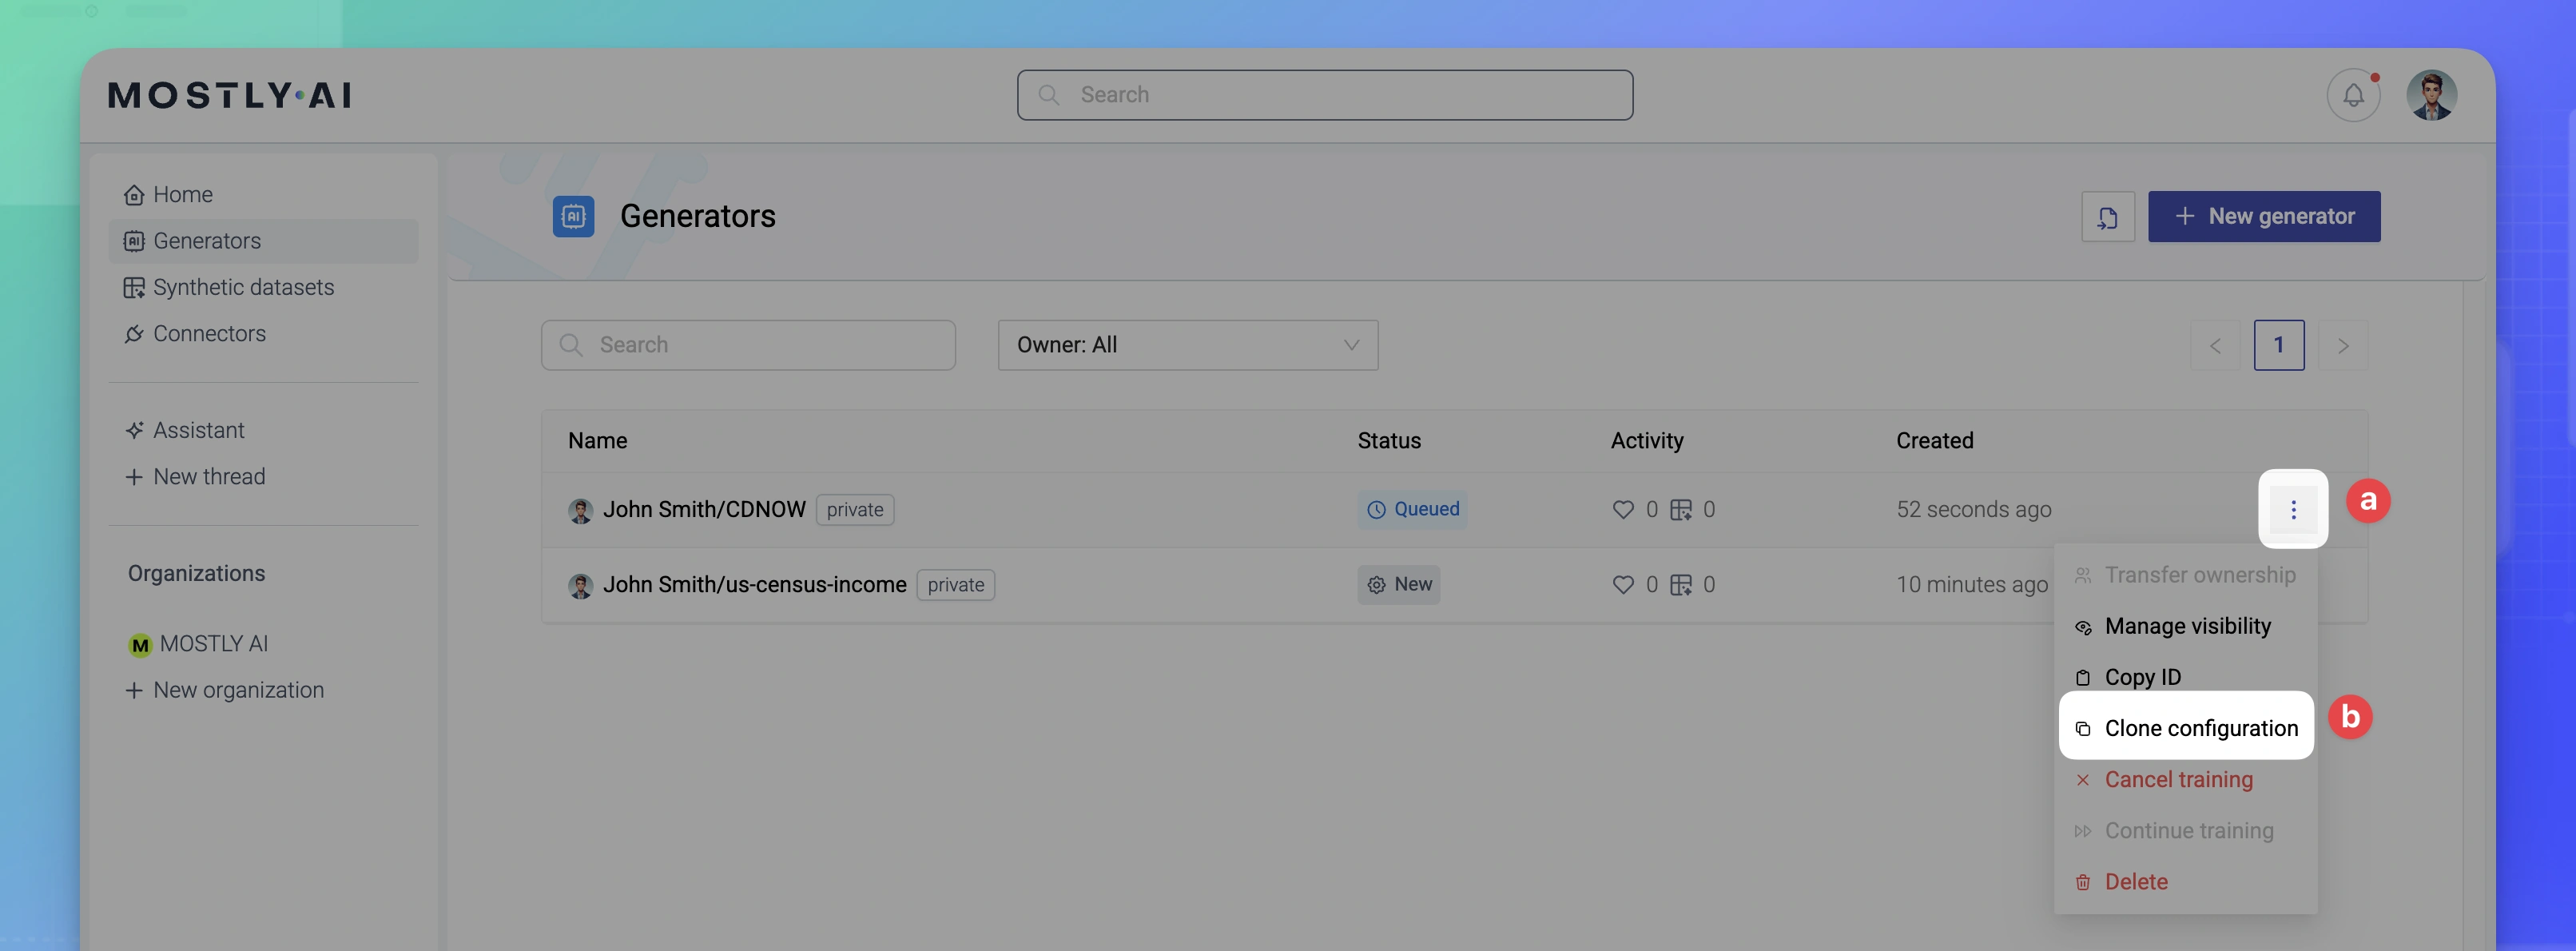 MOSTLY·AI
Search
Home
Generators
Synthetic datasets
Connectors
Assistant
New thread
Organizations
M MOSTLY AI
New organization
AI Generators
New generator
Search
Owner: All
1
Name Status Activity Created
John Smith/CDNOW private Queued 0 0 52 seconds ago
a
John Smith/us-census-income private New 0 0 10 minutes ago
Transfer ownership
Manage visibility
Copy ID
Clone configuration
b
Cancel training
Continue training
Delete